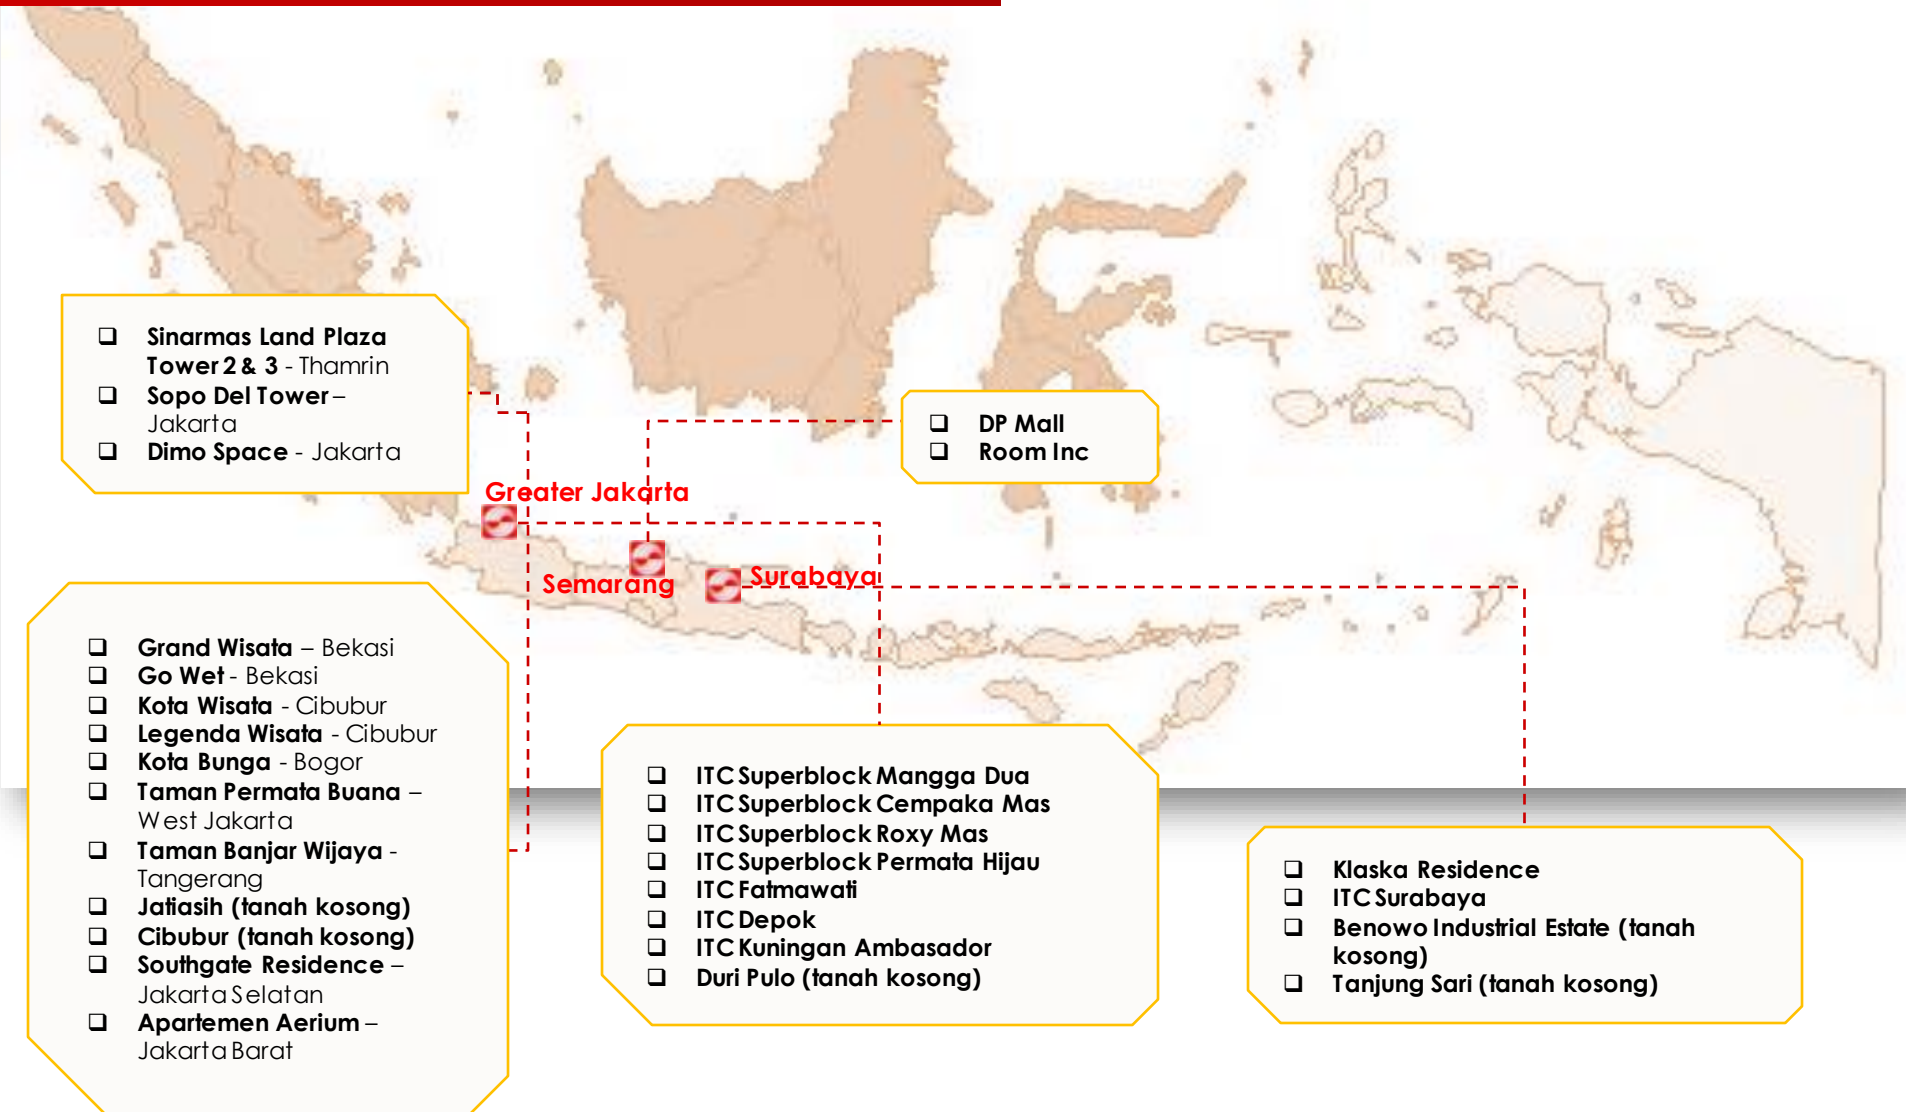 Sinarmas Land Plaza
Tower 2 & 3 - Thamrin
Sopo Del Tower –
Jakarta
Dimo Space - Jakarta
DP Mall
Room Inc
Greater Jakarta
Semarang
Surabaya
Grand Wisata – Bekasi
Go Wet - Bekasi
Kota Wisata - Cibubur
Legenda Wisata - Cibubur
Kota Bunga - Bogor
Taman Permata Buana –
West Jakarta
Taman Banjar Wijaya -
Tangerang
Jatiasih (tanah kosong)
Cibubur (tanah kosong)
Southgate Residence –
Jakarta Selatan
Apartemen Aerium –
Jakarta Barat
ITC Superblock Mangga Dua
ITC Superblock Cempaka Mas
ITC Superblock Roxy Mas
ITC Superblock Permata Hijau
ITC Fatmawati
ITC Depok
ITC Kuningan Ambasador
Duri Pulo (tanah kosong)
Klaska Residence
ITC Surabaya
Benowo Industrial Estate (tanah
kosong)
Tanjung Sari (tanah kosong)